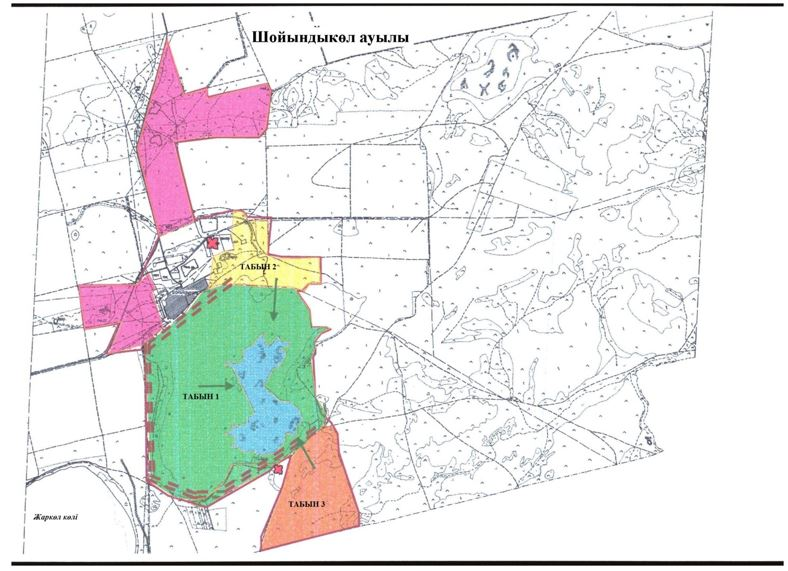 Шойындыкөл ауылы
ТАБЫН 2
ТАБЫН 1
ТАБЫН 3
Жаркөл көлі